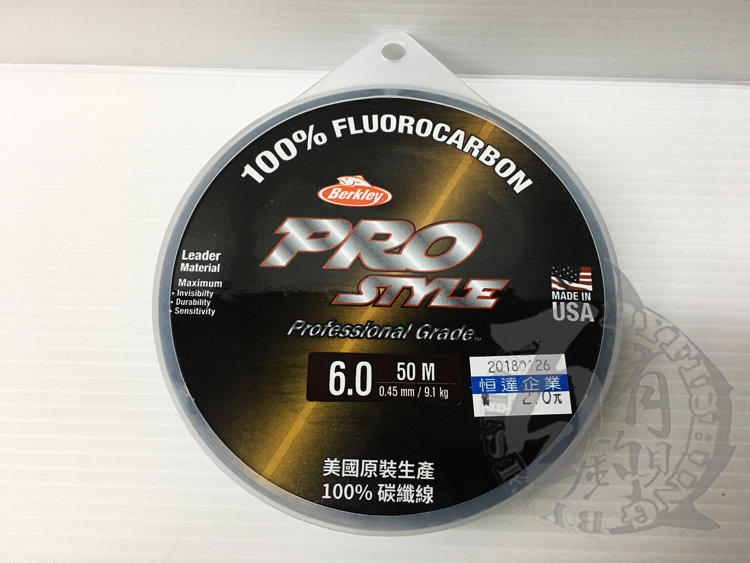 100% FLUOROCARBON
Berkley
PRO
STYLE
Professional Grade
Leader
Material
Maximum
• Invisibilty
• Durability
• Sensitivity
MADE IN
USA
6.0
50 M
0.45 mm / 9.1 kg
恒達企業
美國原裝生產
100% 碳纖線